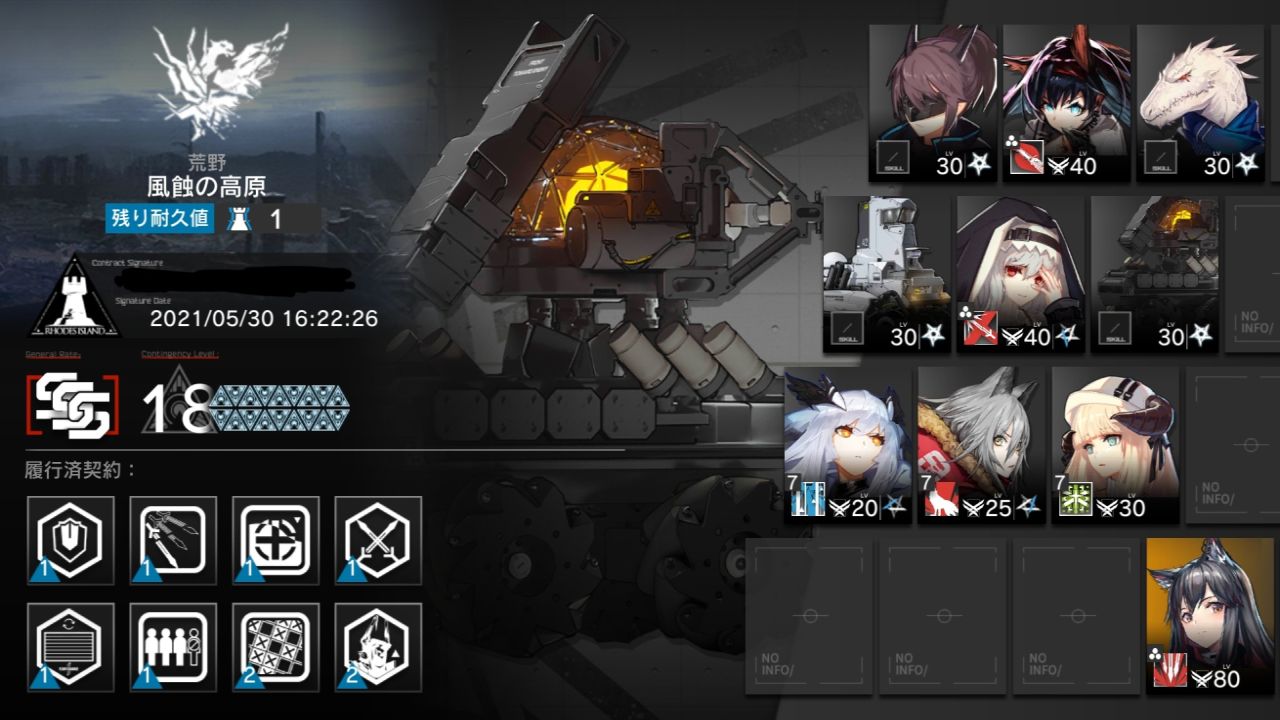 荒野
風蝕の高原
残り耐久値 1
Contract Signature
Signature Date
RHODES ISLAND
2021/05/30 16:22:26
General Rate:
Contingency Level :
SSS
18
履行済契約：
1
1
1
1
1
1
2
2
SKILL
LV
30
LV
40
SKILL
LV
30
SKILL
LV
30
LV
40
SKILL
LV
30
NO
INFO/
7
LV
20
7
LV
25
7
LV
30
NO
INFO/
NO
INFO/
NO
INFO/
NO
INFO/
LV
80